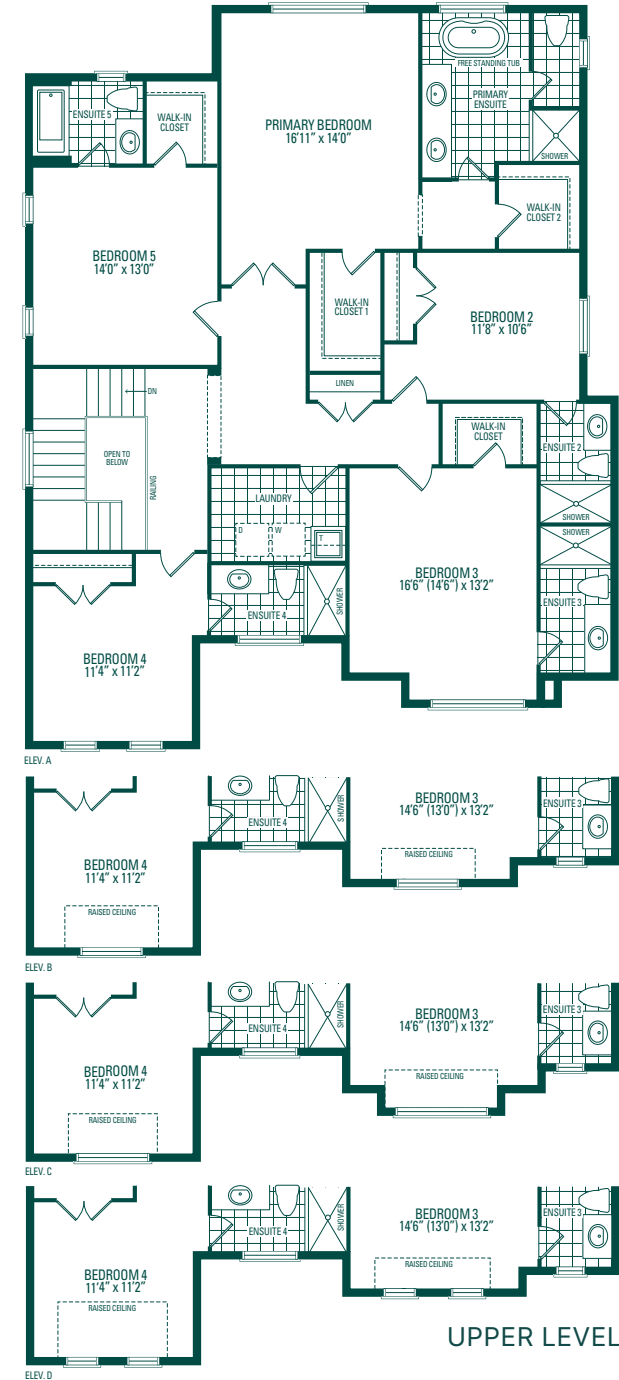 FREE STANDING TUB
PRIMARY
ENSUITE
SHOWER
ENSUITE 5
WALK-IN
CLOSET
PRIMARY BEDROOM
16'11" x 14'0"
WALK-IN
CLOSET 2
BEDROOM 5
14'0" x 13'0"
WALK-IN
CLOSET 1
BEDROOM 2
11'8" x 10'6"
LINEN
DN
OPEN TO
BELOW
RAILING
WALK-IN
CLOSET
ENSUITE 2
SHOWER
SHOWER
LAUNDRY
D
W
T
BEDROOM 3
16'6" (14'6") x 13'2"
ENSUITE 3
ENSUITE 4
SHOWER
BEDROOM 4
11'4" x 11'2"
ELEV. A
BEDROOM 3
14'6" (13'0") x 13'2"
RAISED CEILING
ENSUITE 3
ENSUITE 4
SHOWER
BEDROOM 4
11'4" x 11'2"
RAISED CEILING
ELEV. B
BEDROOM 3
14'6" (13'0") x 13'2"
RAISED CEILING
ENSUITE 3
ENSUITE 4
SHOWER
BEDROOM 4
11'4" x 11'2"
RAISED CEILING
ELEV. C
BEDROOM 3
14'6" (13'0") x 13'2"
RAISED CEILING
ENSUITE 3
ENSUITE 4
SHOWER
BEDROOM 4
11'4" x 11'2"
RAISED CEILING
UPPER LEVEL
ELEV. D